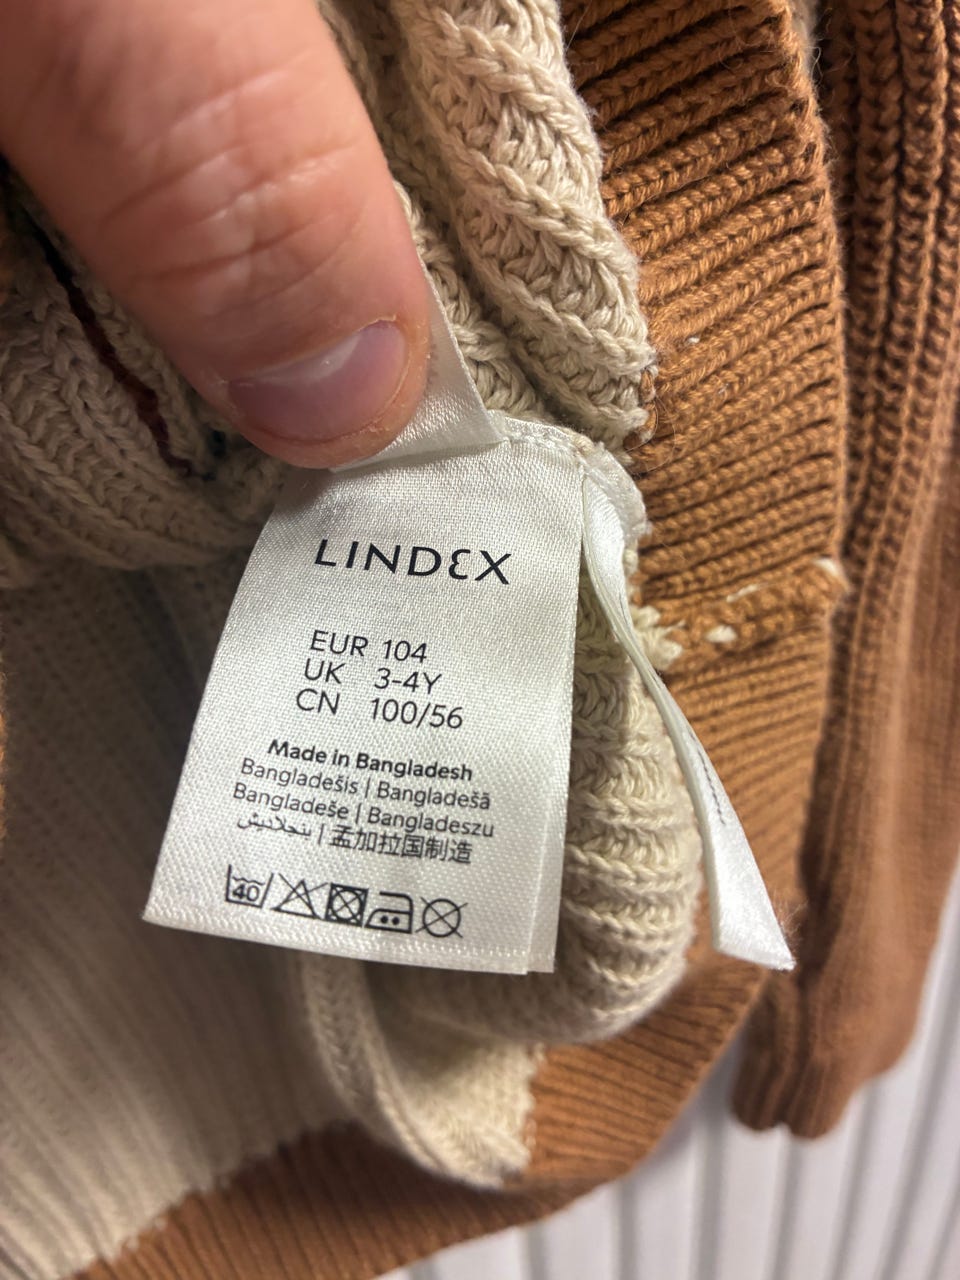 LINDEX
EUR 104
UK 3-4Y
CN 100/56
Made in Bangladesh
Bangladešis | Bangladešā
Bangladeše | Bangladeszu
بنجلاديش | 孟加拉国制造
40